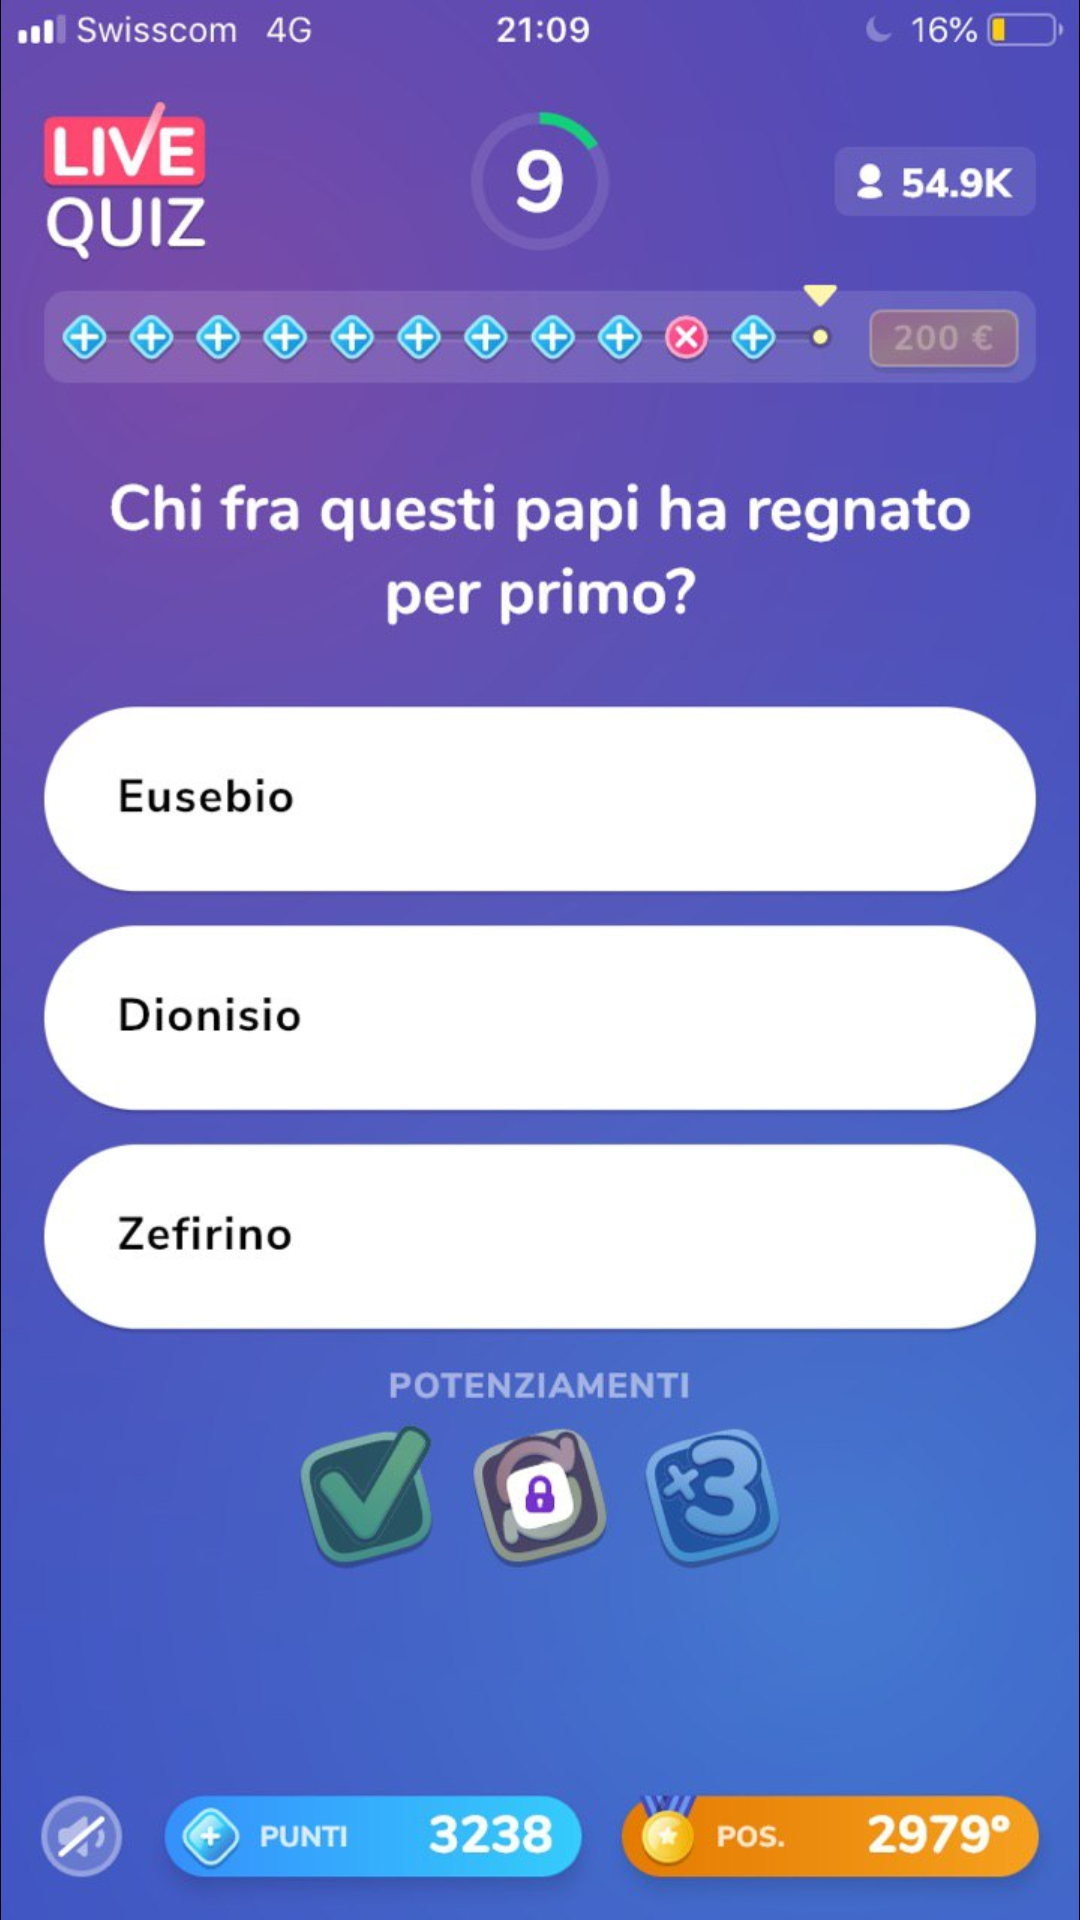 Swisscom 4G 21:09 16%
LIVE
QUIZ
9
54.9K
200 €
Chi fra questi papi ha regnato
per primo?
Eusebio
Dionisio
Zefirino
POTENZIAMENTI
×3
PUNTI 3238 POS. 2979°